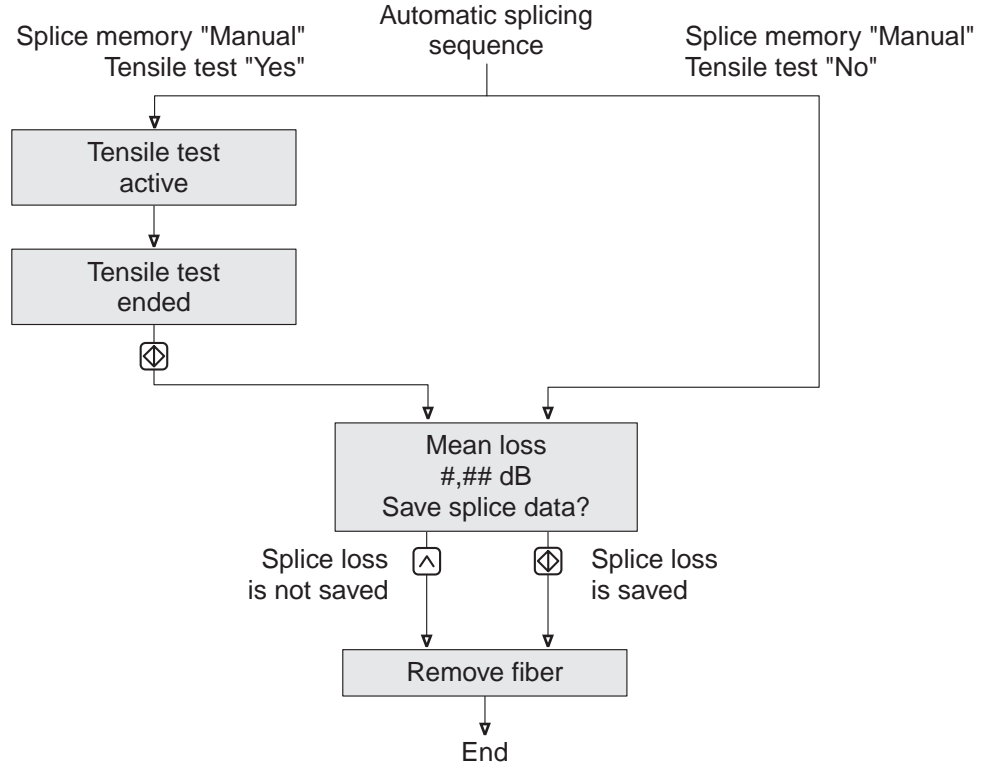 Automatic splicing
sequence
Splice memory "Manual"
Tensile test "Yes"
Splice memory "Manual"
Tensile test "No"
Tensile test
active
Tensile test
ended
Mean loss
#,## dB
Save splice data?
Splice loss
is not saved
Splice loss
is saved
Remove fiber
End